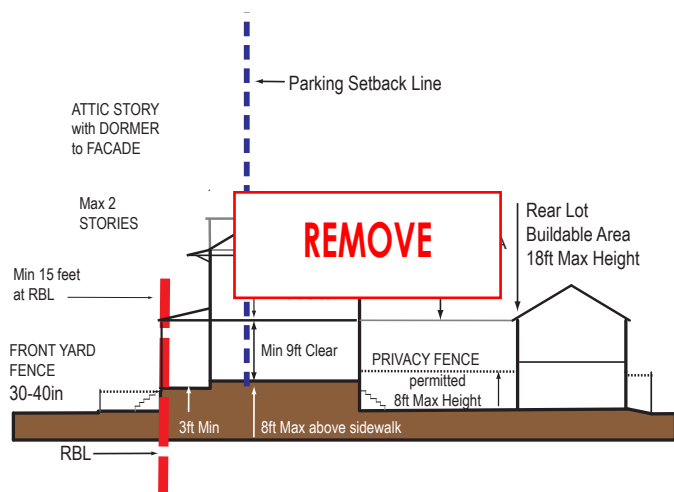 Parking Setback Line
ATTIC STORY
with DORMER
to FACADE
Max 2
STORIES
REMOVE
Rear Lot
Buildable Area
18ft Max Height
Min 15 feet
at RBL
Min 9ft Clear
FRONT YARD
FENCE
30-40in
PRIVACY FENCE
permitted
8ft Max Height
3ft Min
8ft Max above sidewalk
RBL